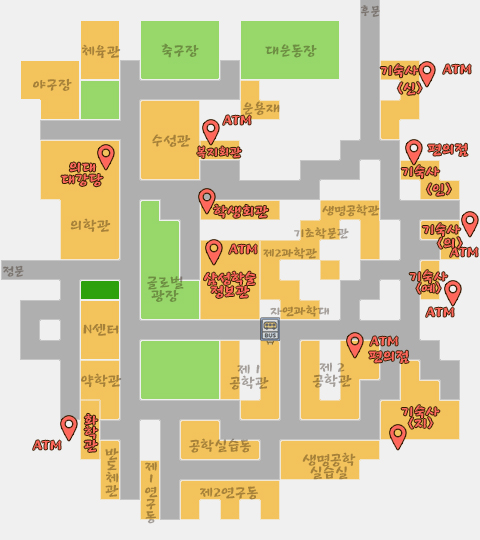 후문
체육관
축구장
대운동장
기숙사
<신>
ATM
야구장
운용재
ATM
수성관
복지회관
편의점
기숙사
<인>
의대
대강당
의학관
학생회관
생명공학관
기초학문관
기숙사
<의>
ATM
ATM
제2과학관
정문
삼성학술
정보관
글로벌
광장
기숙사
<예>
ATM
자연과학대
BUS
N센터
ATM
편의점
제 1
공학관
제 2
공학관
약학관
화학관
ATM
기숙사
<지>
반도체관
공학실습동
생명공학
실습실
제1연구동
제2연구동